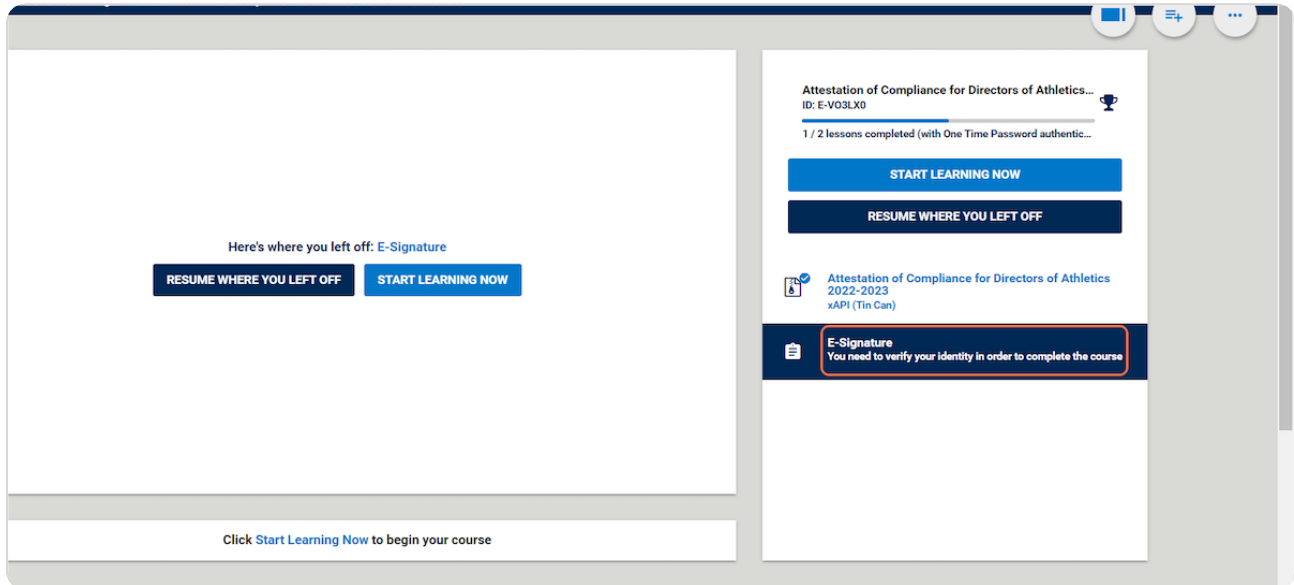 Here's where you left off: E-Signature
RESUME WHERE YOU LEFT OFF
START LEARNING NOW
Click Start Learning Now to begin your course
Attestation of Compliance for Directors of Athletics...
ID: E-VO3LX0
1 / 2 lessons completed (with One Time Password authentic...
START LEARNING NOW
RESUME WHERE YOU LEFT OFF
Attestation of Compliance for Directors of Athletics
2022-2023
xAPI (Tin Can)
E-Signature
You need to verify your identity in order to complete the course